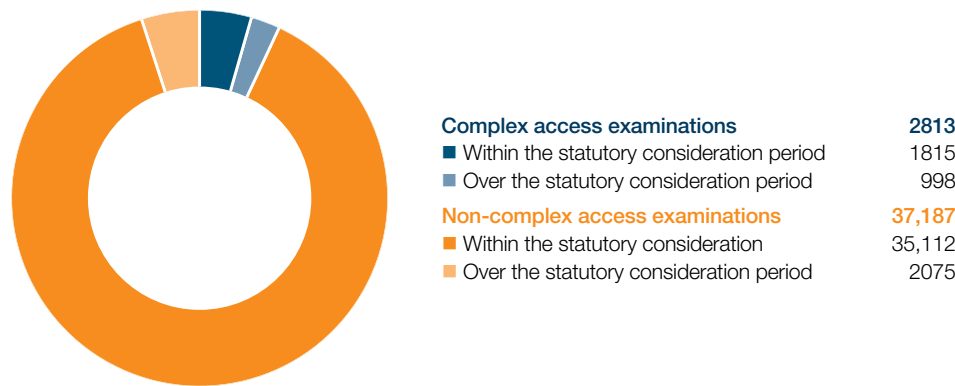 Complex access examinations 2813
Within the statutory consideration period 1815
Over the statutory consideration period 998
Non-complex access examinations 37,187
Within the statutory consideration 35,112
Over the statutory consideration period 2075